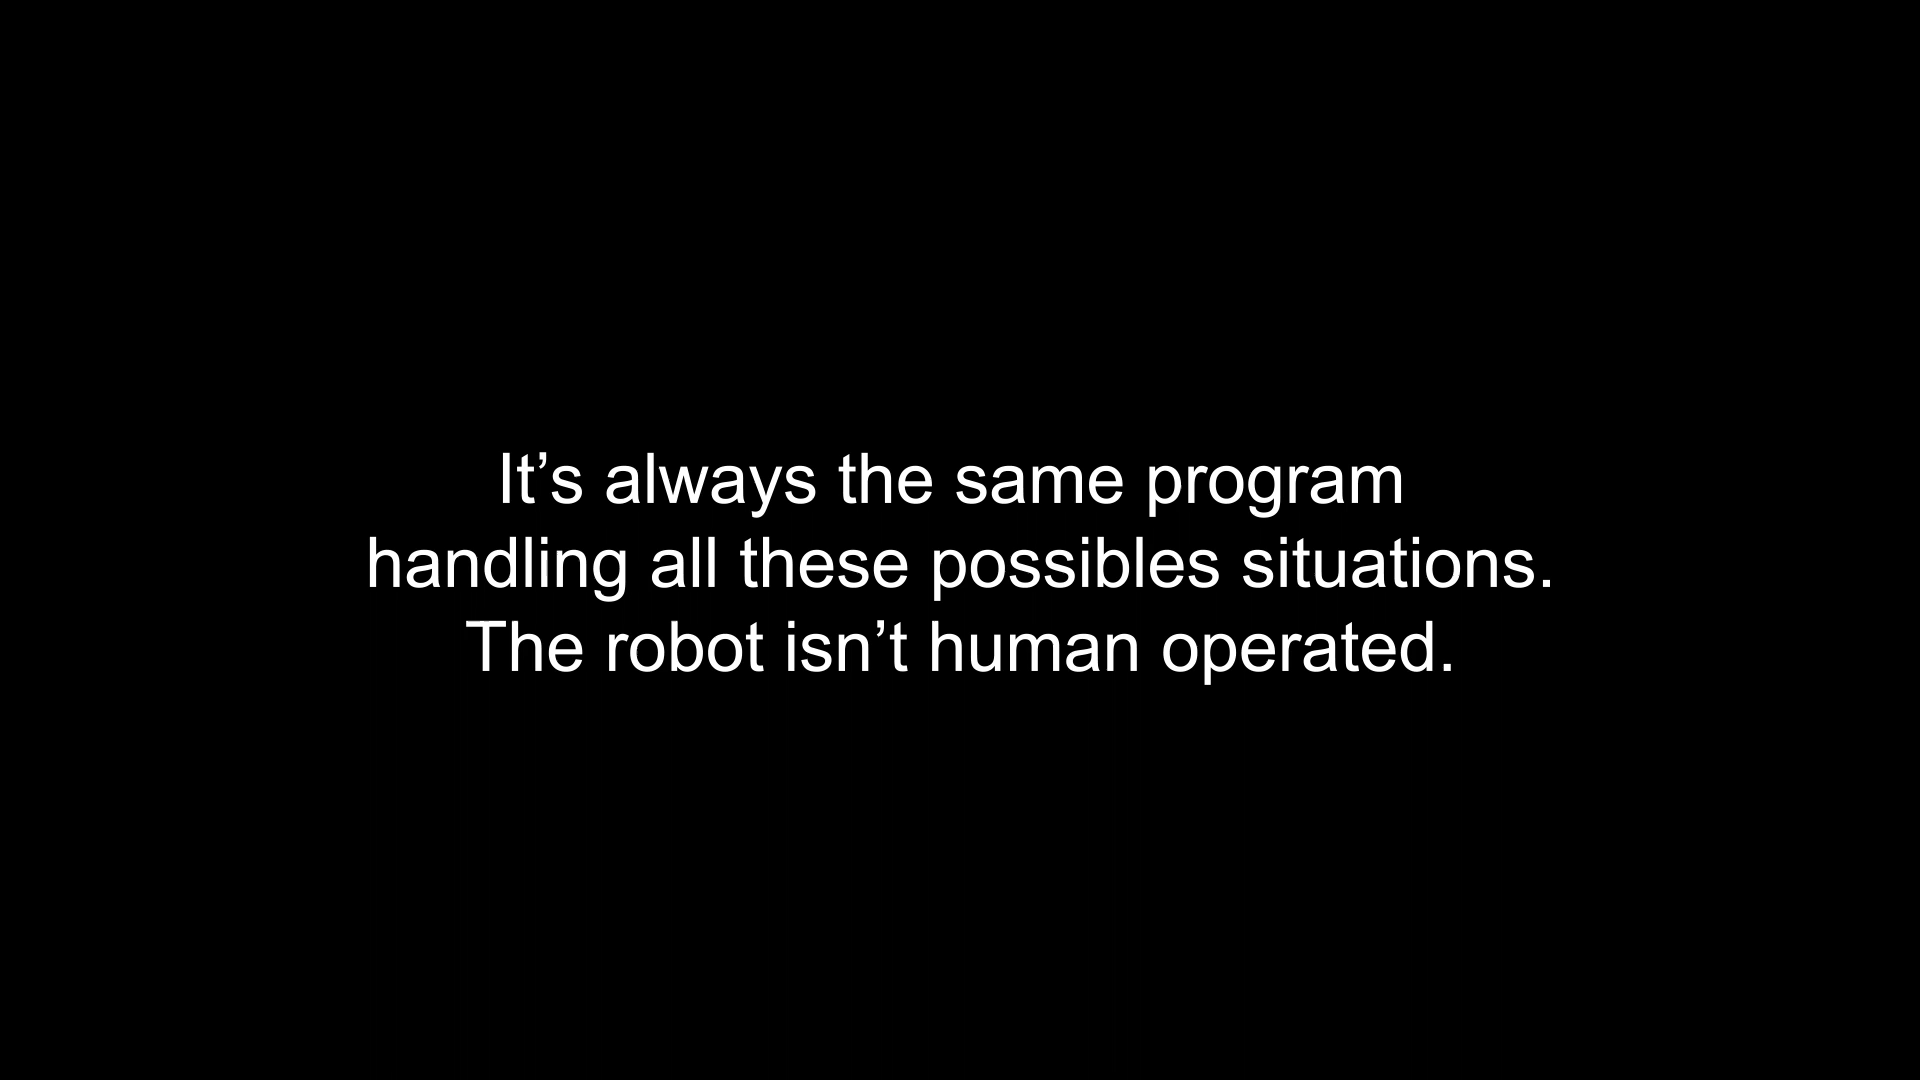 It’s always the same program
handling all these possibles situations.
The robot isn’t human operated.